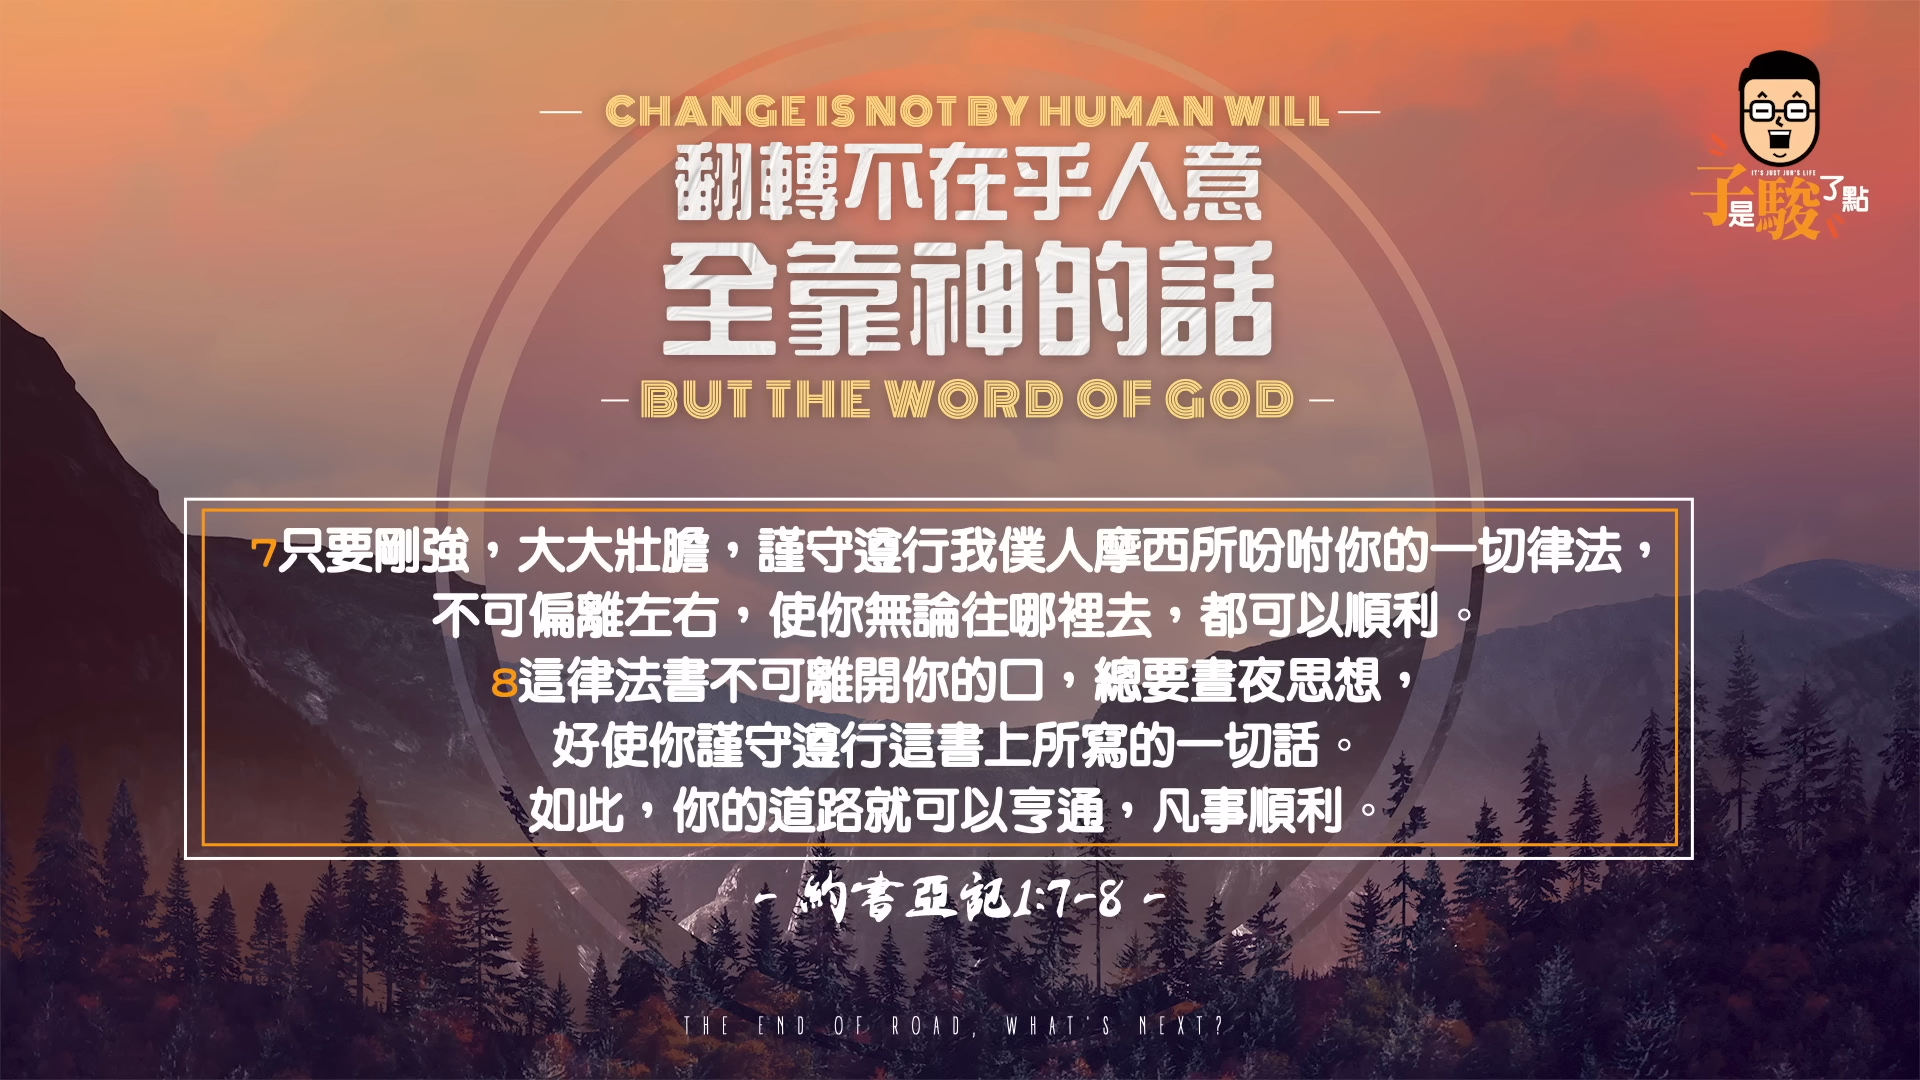 CHANGE IS NOT BY HUMAN WILL
翻轉不在乎人意
全靠神的話
BUT THE WORD OF GOD
IT'S JUST JUN'S LIFE
子是駿了點
7只要剛強，大大壯膽，謹守遵行我僕人摩西所吩咐你的一切律法，
不可偏離左右，使你無論往哪裡去，都可以順利。
8這律法書不可離開你的口，總要晝夜思想，
好使你謹守遵行這書上所寫的一切話。
如此，你的道路就可以亨通，凡事順利。
- 約書亞記1:7-8 -
THE END OF ROAD, WHAT'S NEXT?